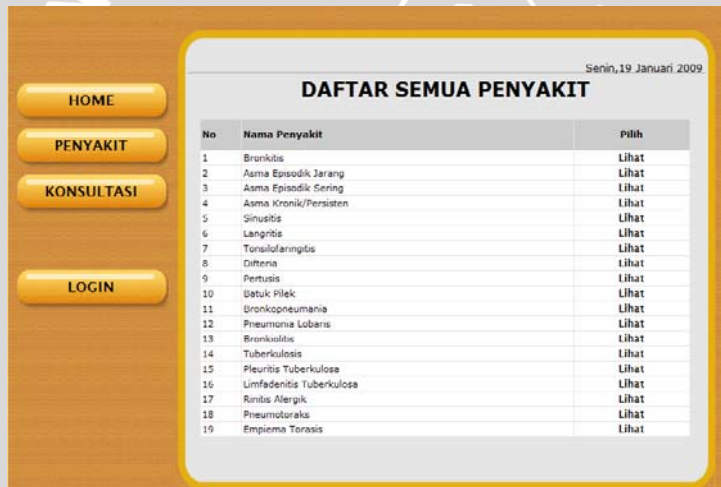 Senin,19 Januari 2009
DAFTAR SEMUA PENYAKIT
HOME
PENYAKIT
KONSULTASI
LOGIN
No Nama Penyakit Pilih
1 Bronkitis Lihat
2 Asma Episodik Jarang Lihat
3 Asma Episodik Sering Lihat
4 Asma Kronik/Persisten Lihat
5 Sinusitis Lihat
6 Langritis Lihat
7 Tonsilofaringitis Lihat
8 Difteria Lihat
9 Pertusis Lihat
10 Batuk Pilek Lihat
11 Bronkopneumania Lihat
12 Pneumonia Lobaris Lihat
13 Bronkiolitis Lihat
14 Tuberkulosis Lihat
15 Pleuritis Tuberkulosa Lihat
16 Limfadenitis Tuberkulosa Lihat
17 Rinitis Alergik Lihat
18 Pneumotoraks Lihat
19 Empiema Torasis Lihat